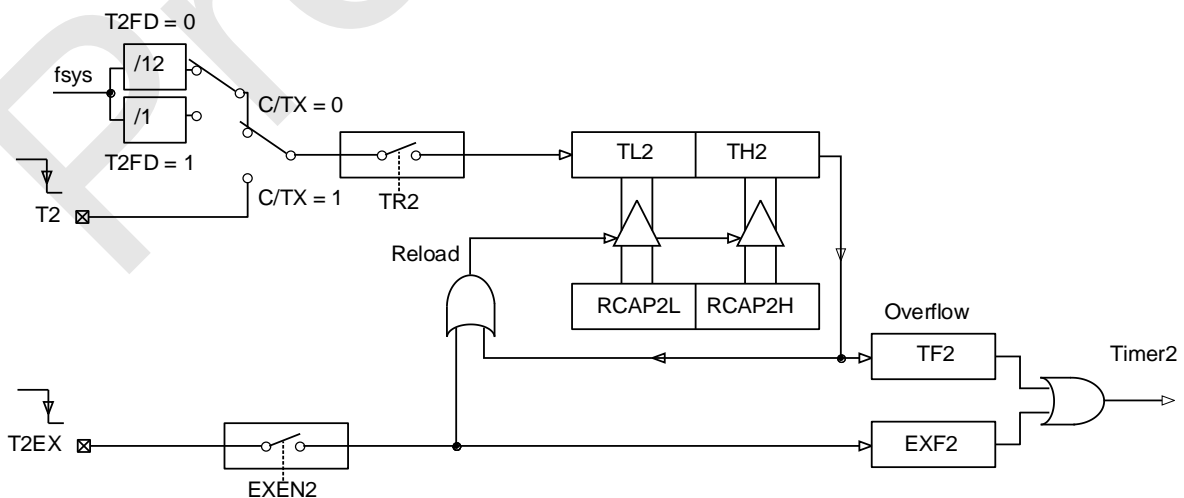 T2FD = 0
/12
fsys
C/TX = 0
/1
T2FD = 1
TL2
TH2
C/TX = 1
TR2
T2
Reload
RCAP2L
RCAP2H
Overflow
TF2
Timer2
T2EX
EXF2
EXEN2
Pre